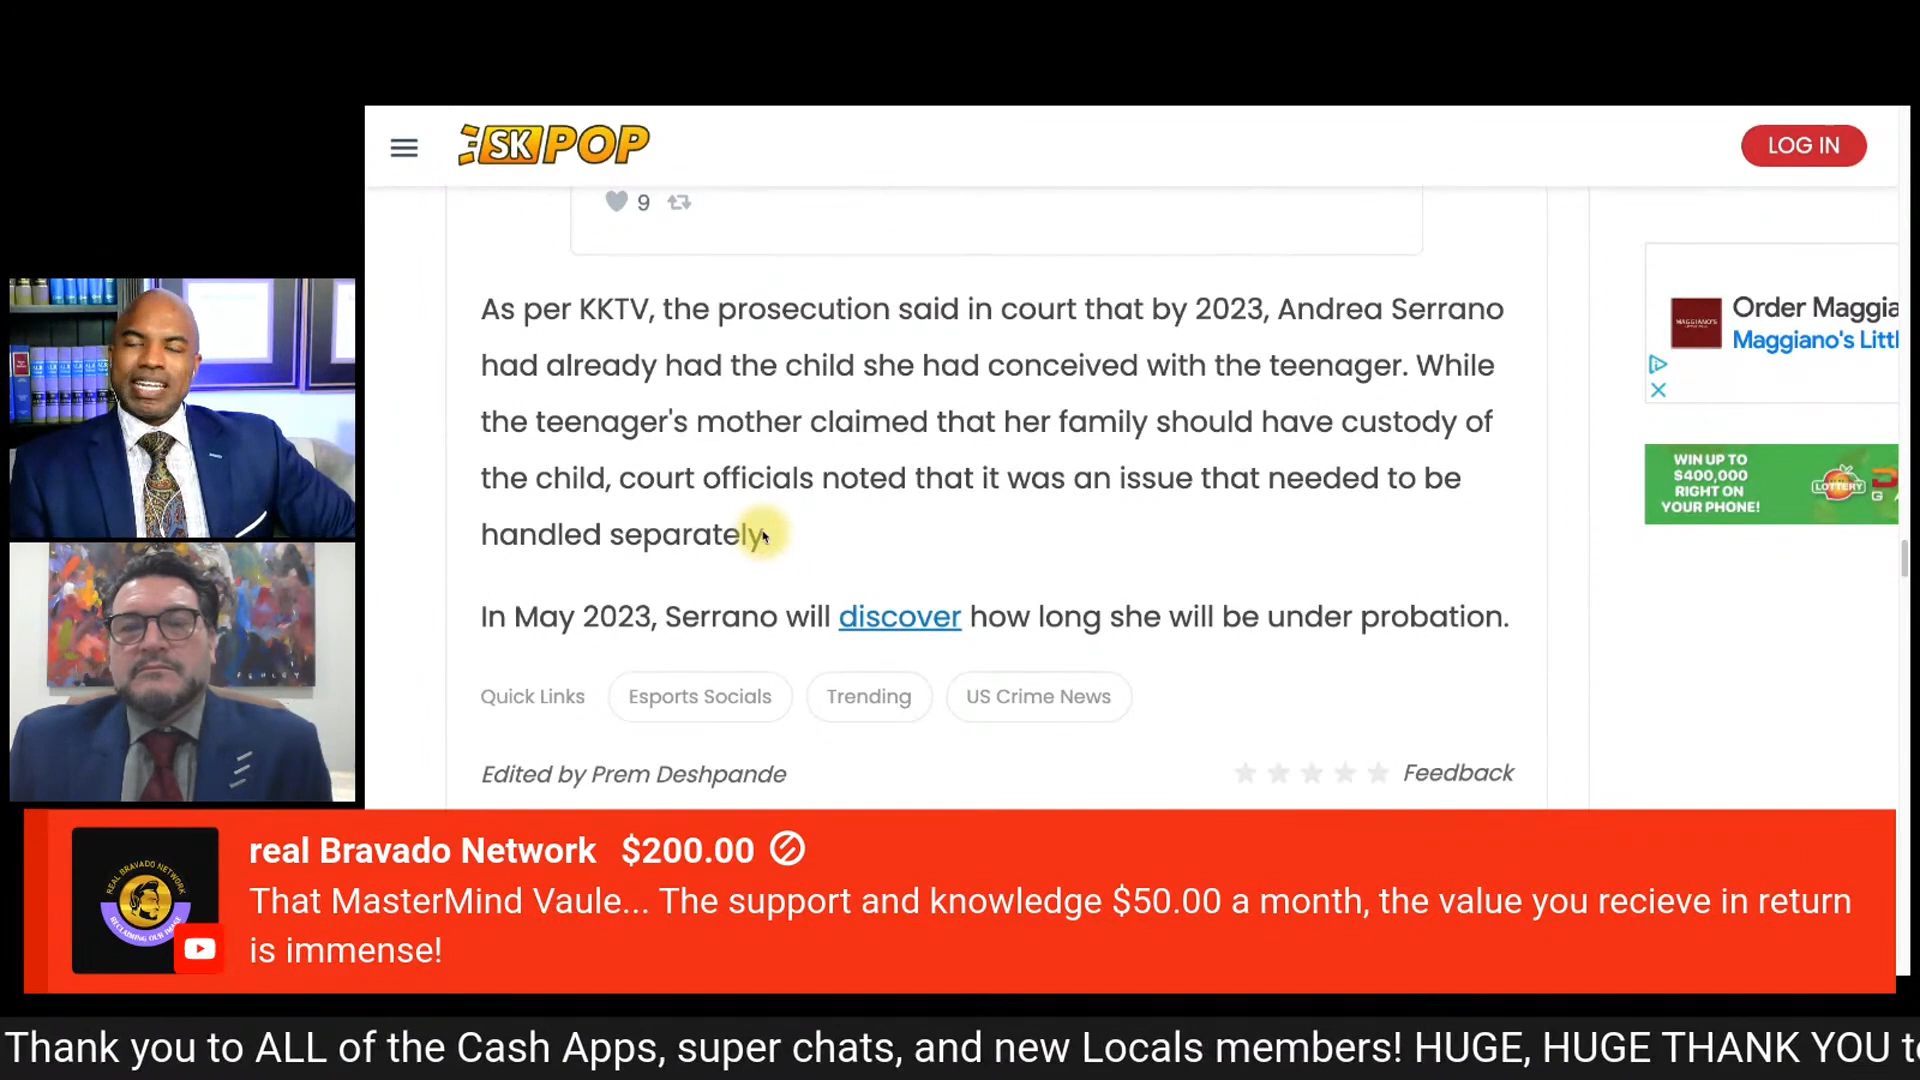 SK POP
LOG IN
9
As per KKTV, the prosecution said in court that by 2023, Andrea Serrano
had already had the child she had conceived with the teenager. While
the teenager's mother claimed that her family should have custody of
the child, court officials noted that it was an issue that needed to be
handled separately.
In May 2023, Serrano will discover how long she will be under probation.
Quick Links
Esports Socials
Trending
US Crime News
Edited by Prem Deshpande
Feedback
Order Maggia
Maggiano's Littl
MAGGIANO'S
WIN UP TO
$400,000
RIGHT ON
YOUR PHONE!
LOTTERY
real Bravado Network $200.00
That MasterMind Vaule... The support and knowledge $50.00 a month, the value you recieve in return
is immense!
REAL BRAVADO NETWORK
Thank you to ALL of the Cash Apps, super chats, and new Locals members! HUGE, HUGE THANK YOU t